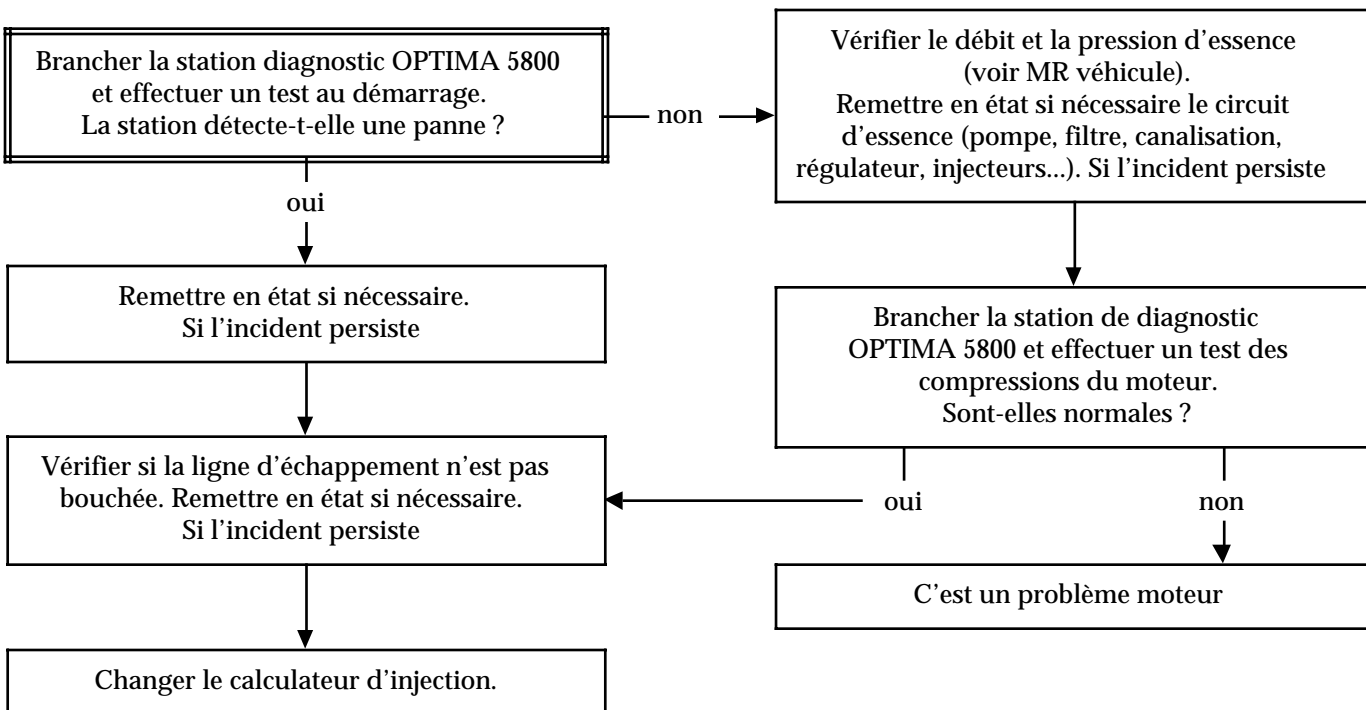 Brancher la station diagnostic OPTIMA 5800
et effectuer un test au démarrage.
La station détecte-t-elle une panne ?
non
Vérifier le débit et la pression d’essence
(voir MR véhicule).
Remettre en état si nécessaire le circuit
d’essence (pompe, filtre, canalisation,
régulateur, injecteurs...). Si l’incident persiste
oui
Remettre en état si nécessaire.
Si l’incident persiste
Brancher la station de diagnostic
OPTIMA 5800 et effectuer un test des
compressions du moteur.
Sont-elles normales ?
Vérifier si la ligne d’échappement n’est pas
bouchée. Remettre en état si nécessaire.
Si l’incident persiste
oui
non
C’est un problème moteur
Changer le calculateur d’injection.